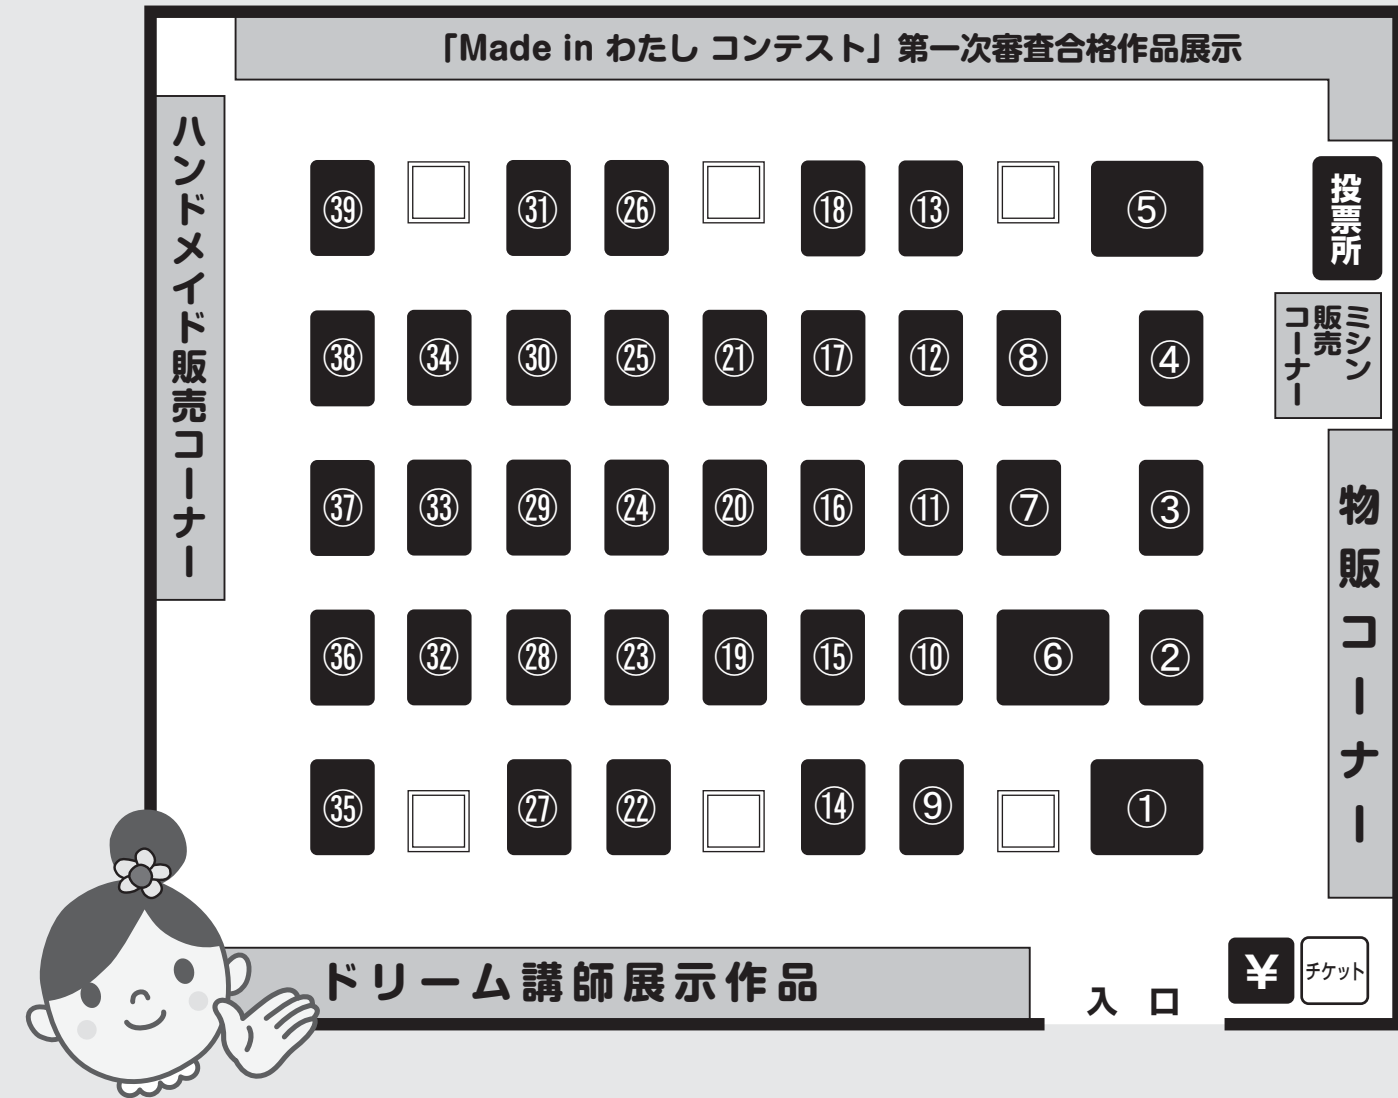 「Made in わたし コンテスト」第一次審査合格作品展示
ハンドメイド販売コーナー
㊴ ㉛ ㉖ ⑱ ⑬ ⑤
投票所
㊳ ㉞ ㉚ ㉕ ㉑ ⑰ ⑫ ⑧ ④
ミシン
販売
コーナー
㊲ ㉝ ㉙ ㉔ ⑳ ⑯ ⑪ ⑦ ③
物販コーナー
㊱ ㉜ ㉘ ㉓ ⑲ ⑮ ⑩ ⑥ ②
㉟ ㉗ ㉒ ⑭ ⑨ ①
ドリーム講師展示作品
入口
¥
チケット